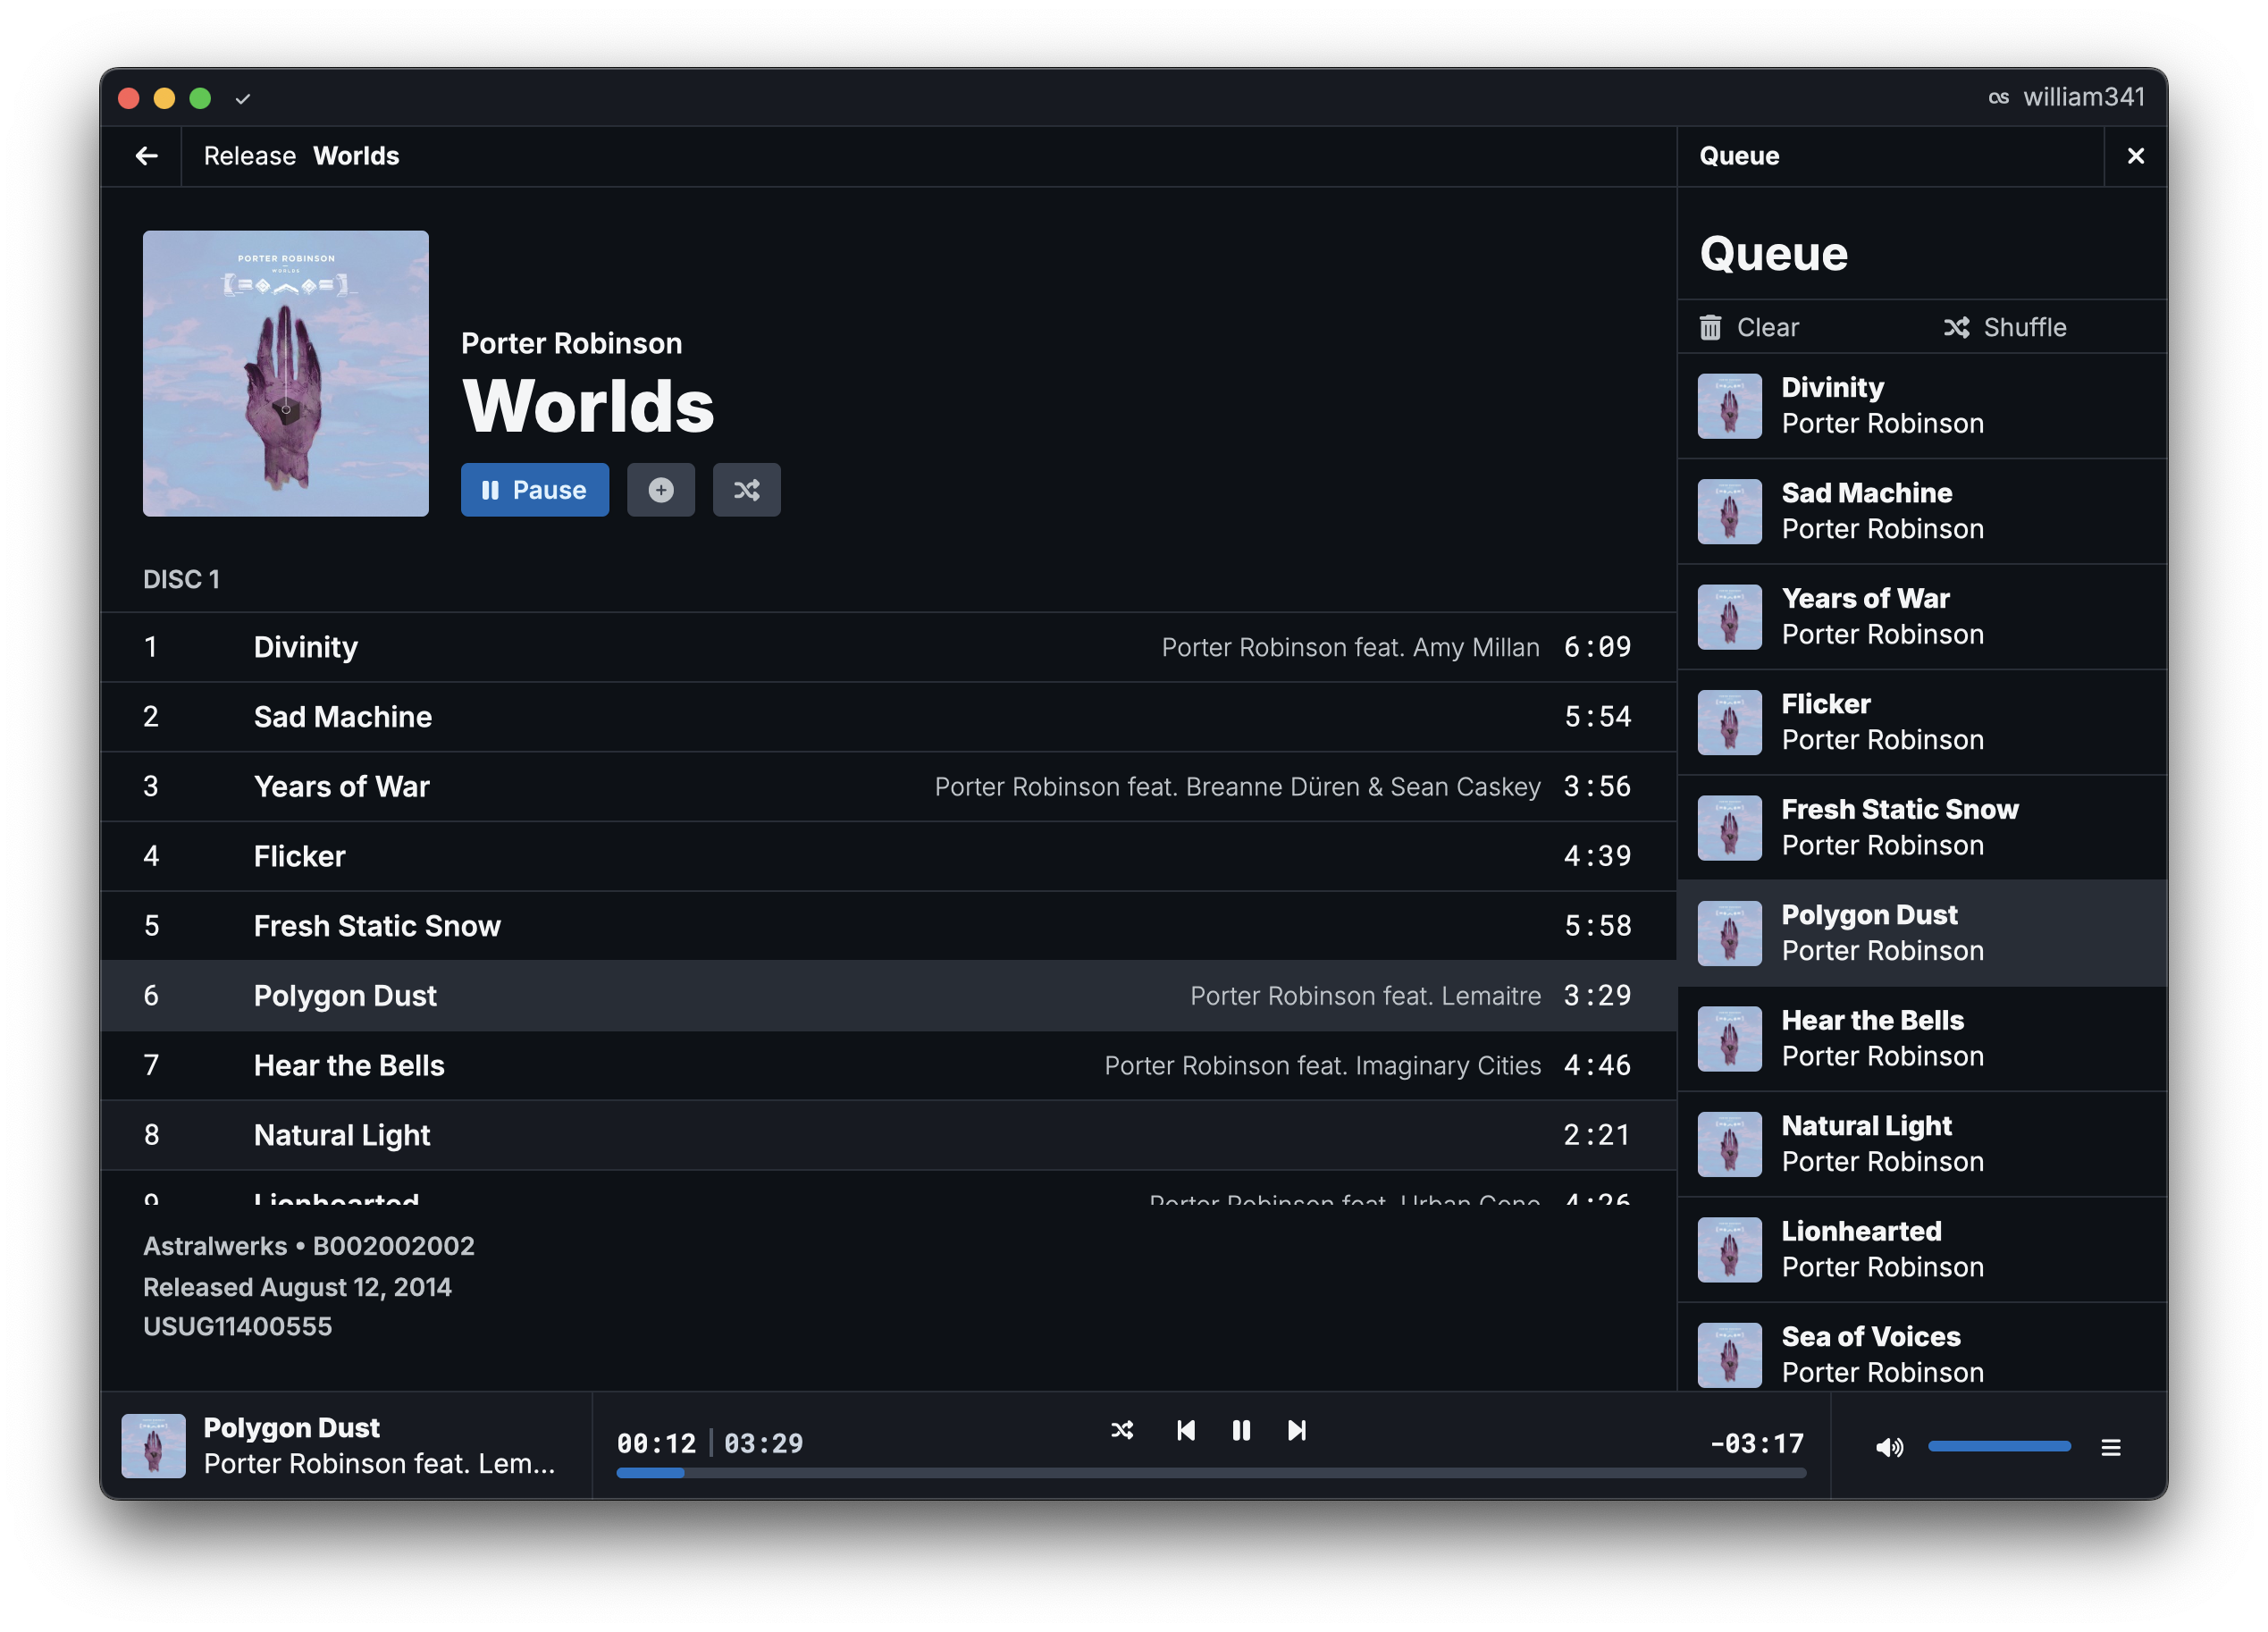 william341
Release Worlds
Queue
PORTER ROBINSON
WORLDS
Porter Robinson
Worlds
Pause
DISC 1
1 Divinity Porter Robinson feat. Amy Millan 6:09
2 Sad Machine 5:54
3 Years of War Porter Robinson feat. Breanne Düren & Sean Caskey 3:56
4 Flicker 4:39
5 Fresh Static Snow 5:58
6 Polygon Dust Porter Robinson feat. Lemaitre 3:29
7 Hear the Bells Porter Robinson feat. Imaginary Cities 4:46
8 Natural Light 2:21
9 Lionhearted Porter Robinson feat. Urban Cone 4:26
Astralwerks • B002002002
Released August 12, 2014
USUG11400555
Queue
Clear Shuffle
Divinity
Porter Robinson
Sad Machine
Porter Robinson
Years of War
Porter Robinson
Flicker
Porter Robinson
Fresh Static Snow
Porter Robinson
Polygon Dust
Porter Robinson
Hear the Bells
Porter Robinson
Natural Light
Porter Robinson
Lionhearted
Porter Robinson
Sea of Voices
Porter Robinson
Polygon Dust
Porter Robinson feat. Lem...
00:12 | 03:29
-03:17